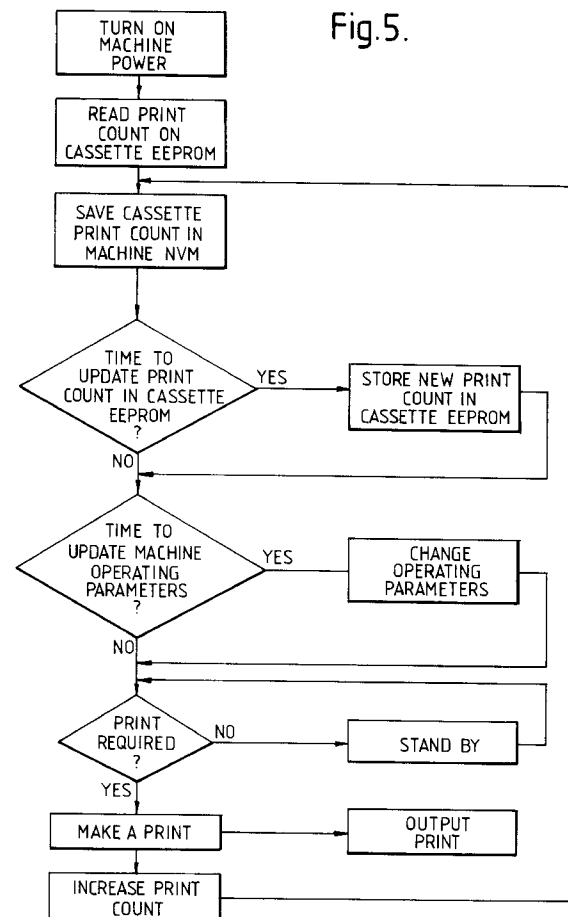 Fig.5.
TURN ON
MACHINE
POWER
READ PRINT
COUNT ON
CASSETTE EEPROM
SAVE CASSETTE
PRINT COUNT IN
MACHINE NVM
TIME TO
UPDATE PRINT
COUNT IN CASSETTE
EEPROM
?
YES
STORE NEW PRINT
COUNT IN
CASSETTE EEPROM
NO
TIME TO
UPDATE MACHINE
OPERATING
PARAMETERS
?
YES
CHANGE
OPERATING
PARAMETERS
NO
PRINT
REQUIRED
?
NO
STAND BY
YES
MAKE A PRINT
OUTPUT
PRINT
INCREASE PRINT
COUNT